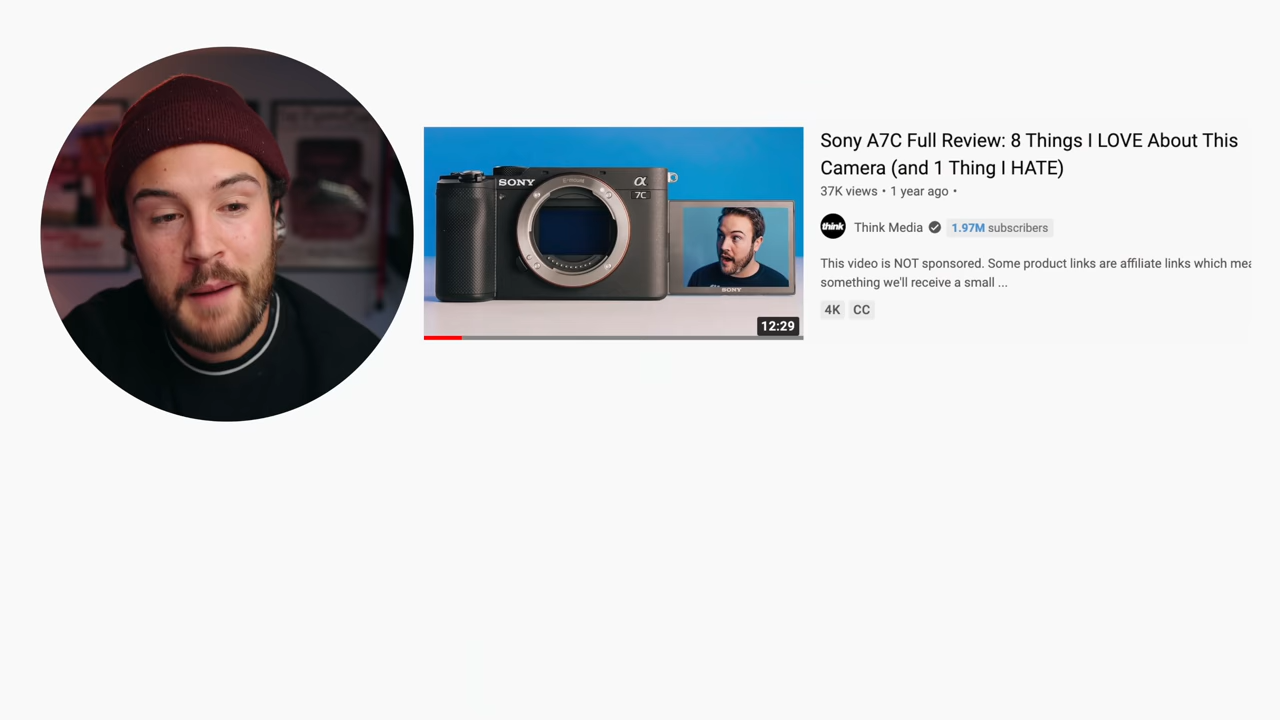 SONY
α
7C
SONY
12:29
Sony A7C Full Review: 8 Things I LOVE About This
Camera (and 1 Thing I HATE)
37K views • 1 year ago •
think
Think Media
1.97M subscribers
This video is NOT sponsored. Some product links are affiliate links which mea
something we'll receive a small ...
4K CC